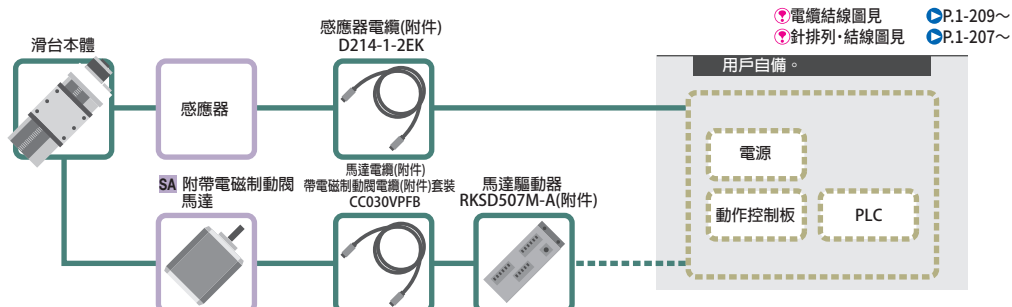 電纜結線圖見 P.1-209～
針排列･結線圖見 P.1-207～
滑台本體
感應器
感應器電纜(附件)
D214-1-2EK
用戶自備。
電源
動作控制板
PLC
SA 附帶電磁制動閥
馬達
馬達電纜(附件)
帶電磁制動閥電纜(附件)套裝
CC030VPFB
馬達驅動器
RKSD507M-A(附件)